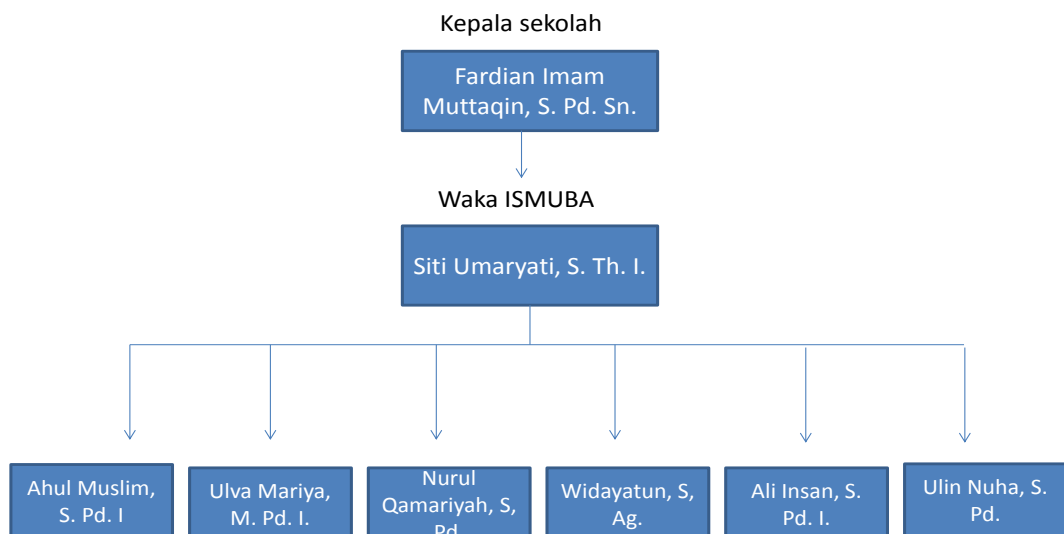 Kepala sekolah
Fardian Imam
Muttaqin, S. Pd. Sn.
Waka ISMUBA
Siti Umaryati, S. Th. I.
Ahul Muslim,
S. Pd. I
Ulva Mariya,
M. Pd. I.
Nurul
Qamariyah, S,
Pd.
Widayatun, S,
Ag.
Ali Insan, S.
Pd. I.
Ulin Nuha, S.
Pd.